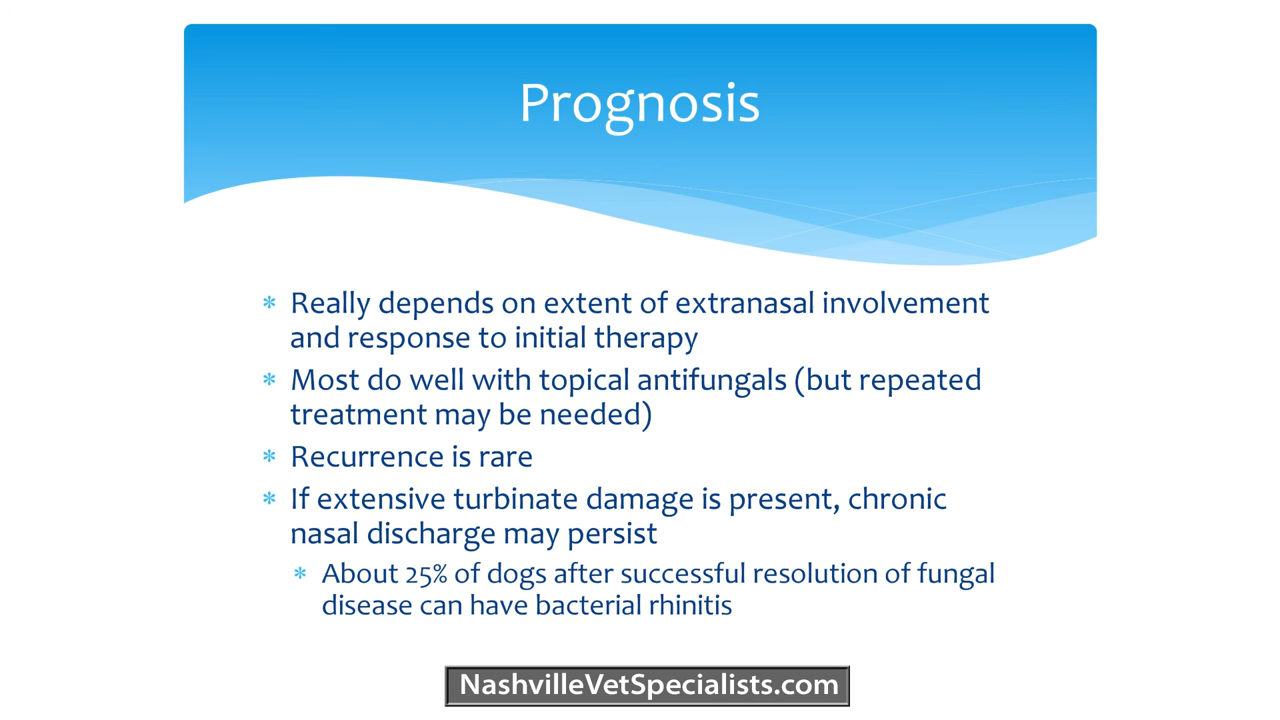 Prognosis
* Really depends on extent of extranasal involvement
and response to initial therapy
* Most do well with topical antifungals (but repeated
treatment may be needed)
* Recurrence is rare
* If extensive turbinate damage is present, chronic
nasal discharge may persist
* About 25% of dogs after successful resolution of fungal
disease can have bacterial rhinitis
NashvilleVetSpecialists.com